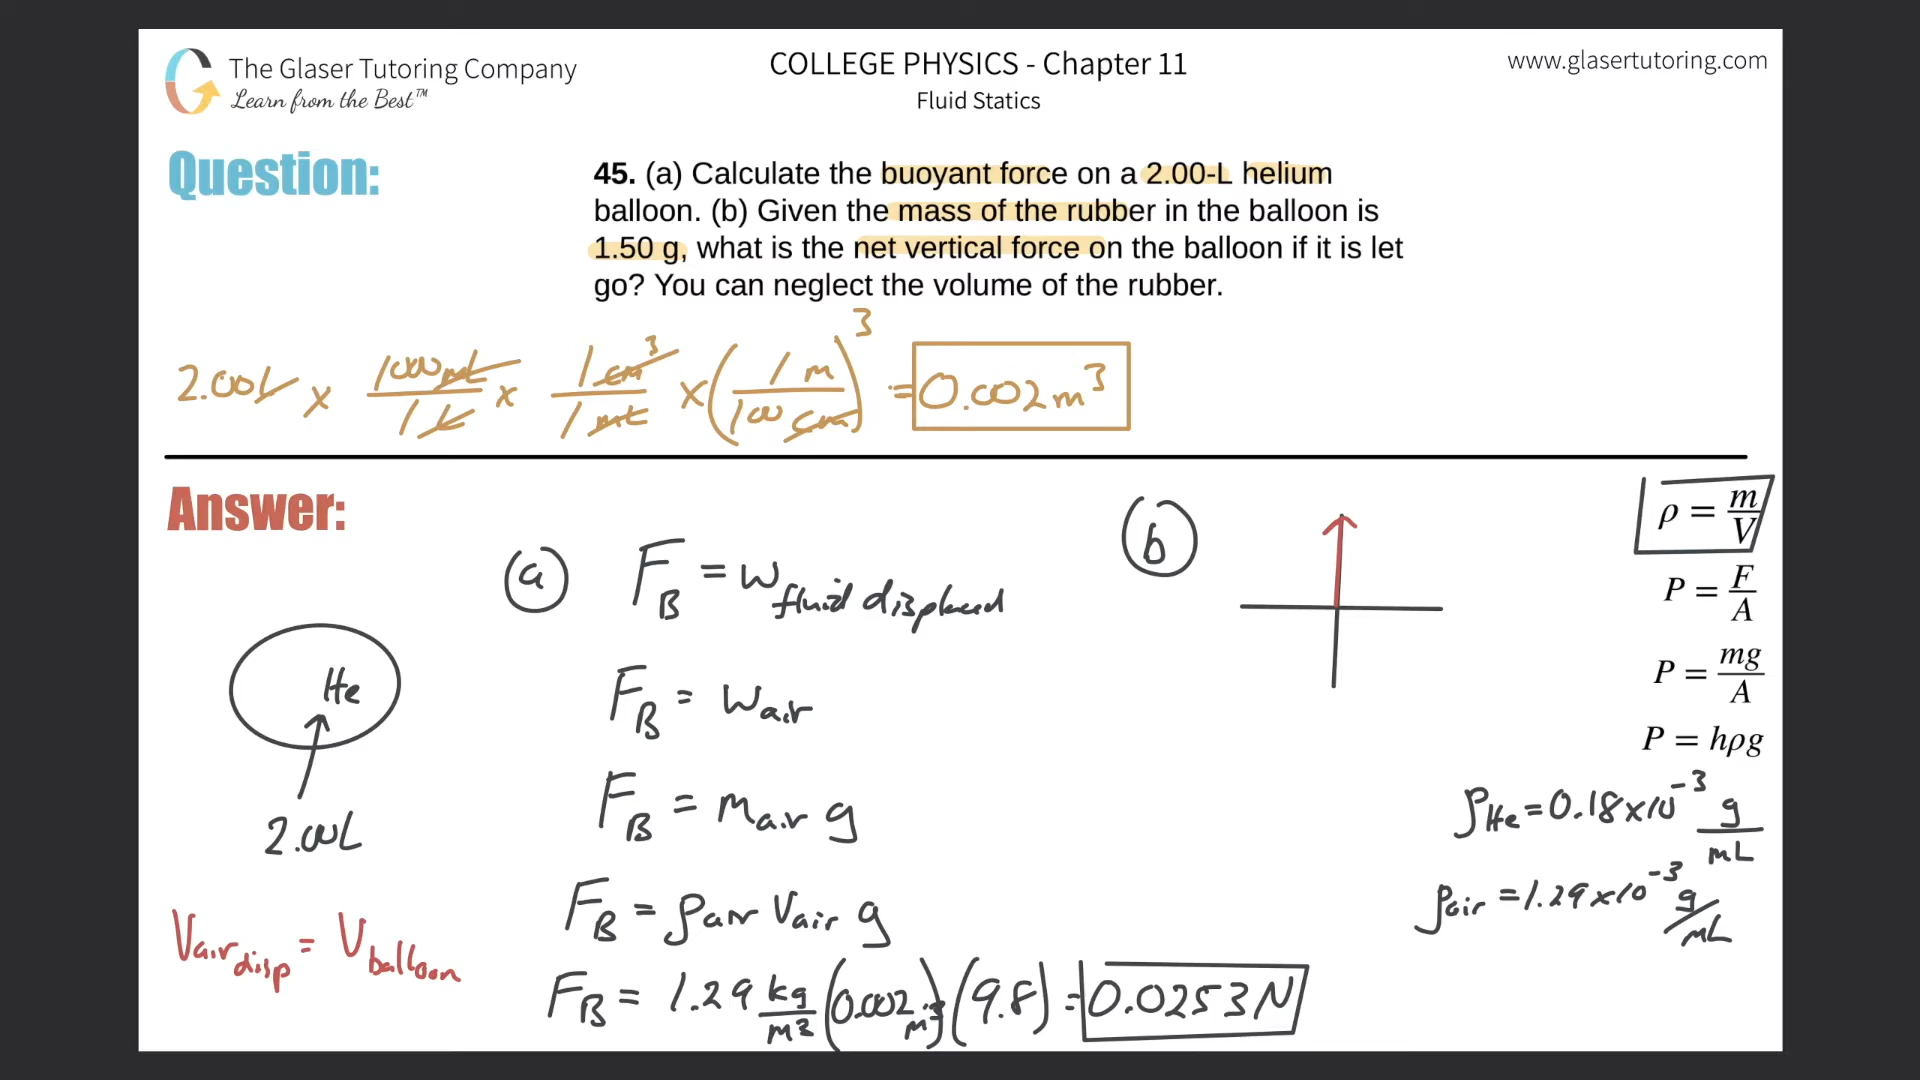 The Glaser Tutoring Company
Learn from the Best™
COLLEGE PHYSICS - Chapter 11
Fluid Statics
www.glasertutoring.com
Question:
45. (a) Calculate the buoyant force on a 2.00-L helium
balloon. (b) Given the mass of the rubber in the balloon is
1.50 g, what is the net vertical force on the balloon if it is let
go? You can neglect the volume of the rubber.
2.00L × 1000mL/1L × 1cm³/1mL × (1m/100cm)³ = 0.002m³
Answer:
He
2.00L
V_air disp = V_balloon
(a) F_B = w_fluid displaced
F_B = w_air
F_B = m_air g
F_B = ρ_air V_air g
F_B = 1.29 kg/m³ (0.002 m³)(9.8) = 0.0253N
(b)
ρ = m/V
P = F/A
P = mg/A
P = hρg
ρ_He = 0.18×10⁻³ g/mL
ρ_air = 1.29×10⁻³ g/mL